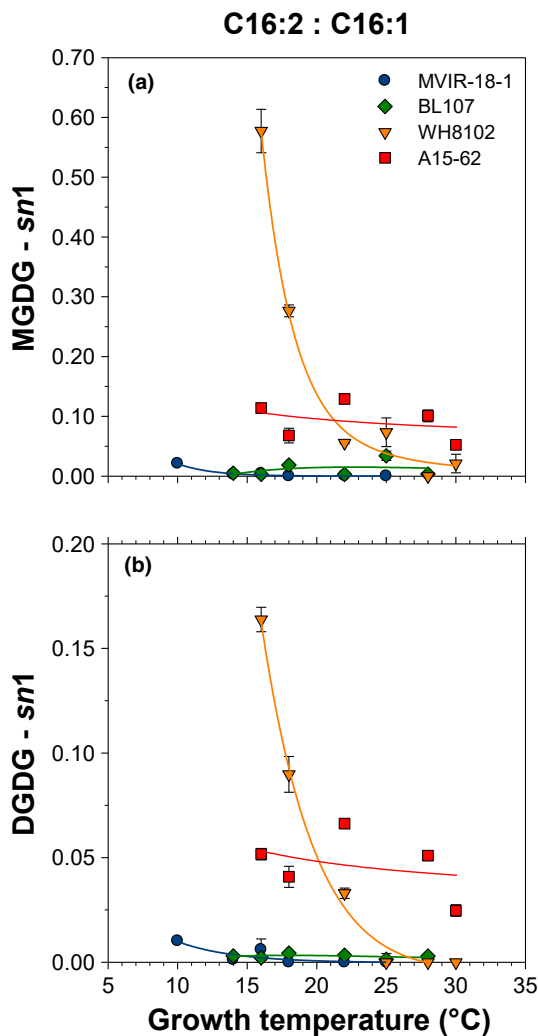 C16:2 : C16:1
(a)
MVIR-18-1
BL107
WH8102
A15-62
0.70
0.60
0.50
0.40
0.30
0.20
0.10
0.00
MGDG - sn1
(b)
0.20
0.15
0.10
0.05
0.00
DGDG - sn1
5 10 15 20 25 30 35
Growth temperature (°C)